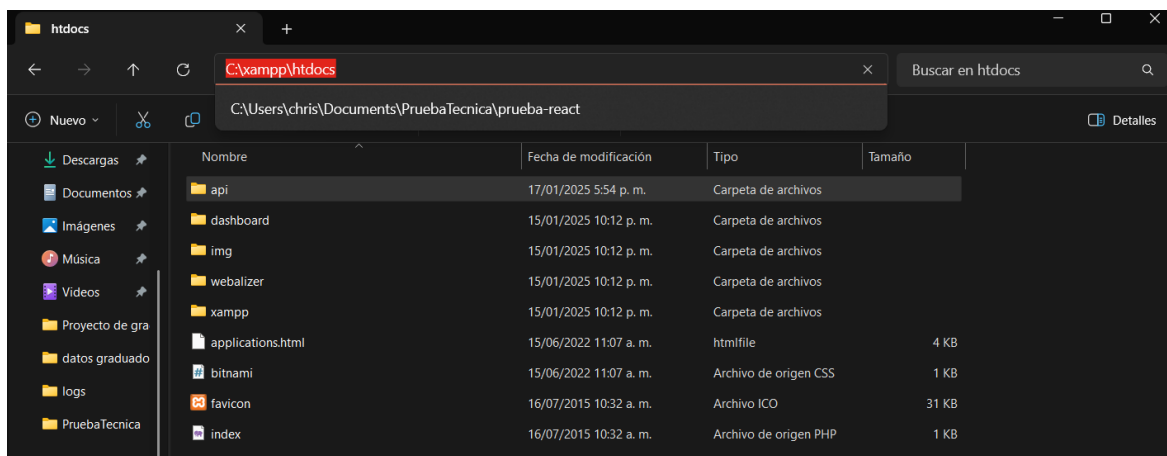 htdocs
C:\xampp\htdocs
Buscar en htdocs
C:\Users\chris\Documents\PruebaTecnica\prueba-react
Nuevo
Detalles
Descargas
Documentos
Imágenes
Música
Videos
Proyecto de gra
datos graduado
logs
PruebaTecnica
Nombre Fecha de modificación Tipo Tamaño
api 17/01/2025 5:54 p. m. Carpeta de archivos
dashboard 15/01/2025 10:12 p. m. Carpeta de archivos
img 15/01/2025 10:12 p. m. Carpeta de archivos
webalizer 15/01/2025 10:12 p. m. Carpeta de archivos
xampp 15/01/2025 10:12 p. m. Carpeta de archivos
applications.html 15/06/2022 11:07 a. m. htmlfile 4 KB
bitnami 15/06/2022 11:07 a. m. Archivo de origen CSS 1 KB
favicon 16/07/2015 10:32 a. m. Archivo ICO 31 KB
index 16/07/2015 10:32 a. m. Archivo de origen PHP 1 KB